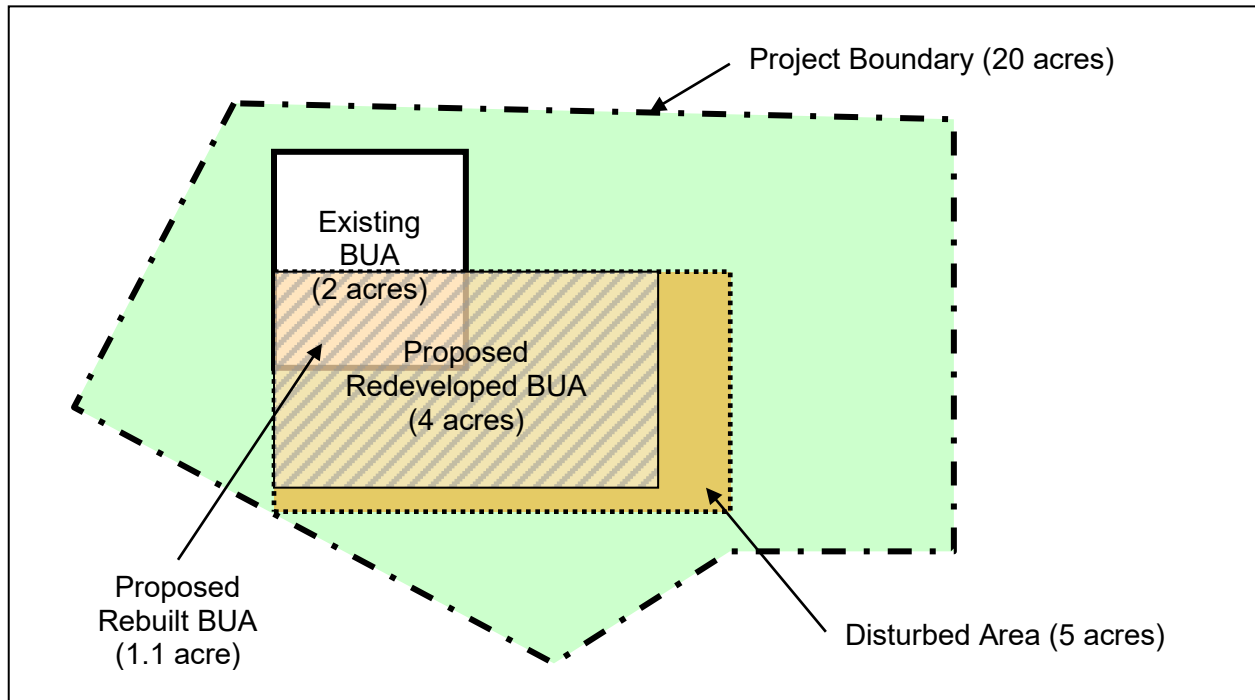 Project Boundary (20 acres)
Existing
BUA
(2 acres)
Proposed
Redeveloped BUA
(4 acres)
Proposed
Rebuilt BUA
(1.1 acre)
Disturbed Area (5 acres)